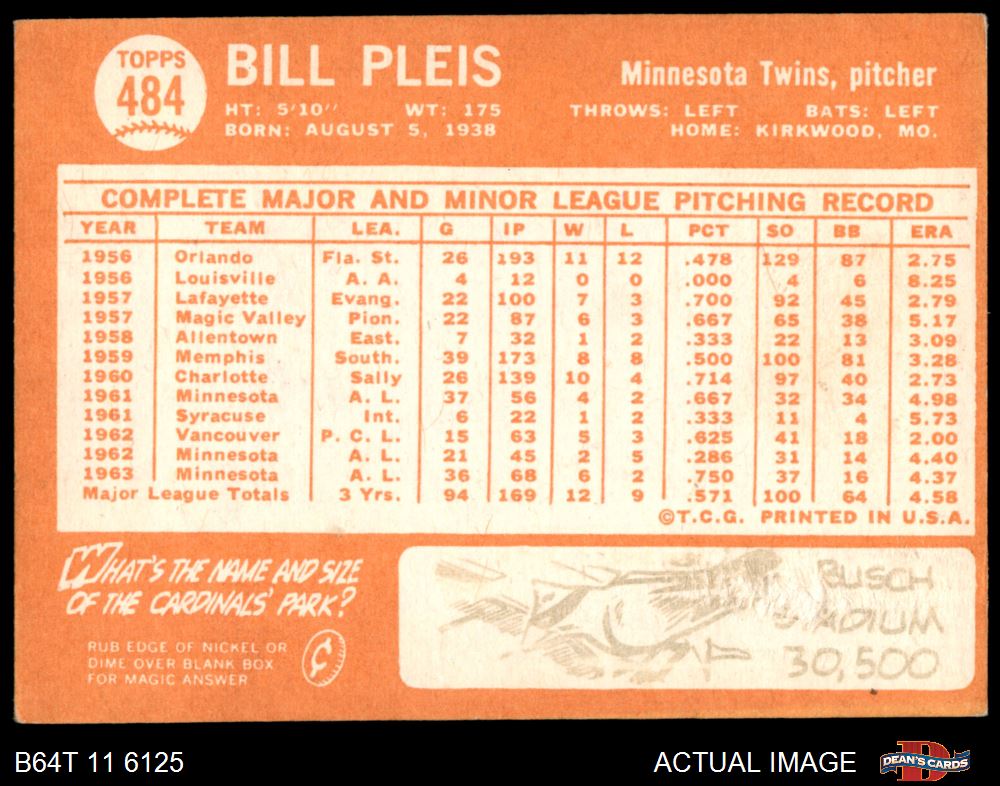 TOPPS
484
BILL PLEIS
Minnesota Twins, pitcher
HT: 5'10" WT: 175
THROWS: LEFT BATS: LEFT
BORN: AUGUST 5, 1938
HOME: KIRKWOOD, MO.
COMPLETE MAJOR AND MINOR LEAGUE PITCHING RECORD
YEAR TEAM LEA. G IP W L PCT SO BB ERA
1956 Orlando Fla. St. 26 193 11 12 .478 129 87 2.75
1956 Louisville A. A. 4 12 0 0 .000 4 6 8.25
1957 Lafayette Evang. 22 100 7 3 .700 92 45 2.79
1957 Magic Valley Pion. 22 87 6 3 .667 65 38 5.17
1958 Allentown East. 7 32 1 2 .333 22 13 3.09
1959 Memphis South. 39 173 8 8 .500 100 81 3.28
1960 Charlotte Sally 26 139 10 4 .714 97 40 2.73
1961 Minnesota A. L. 37 56 4 2 .667 32 34 4.98
1961 Syracuse Int. 6 22 1 2 .333 11 4 5.73
1962 Vancouver P. C. L. 15 63 5 3 .625 41 18 2.00
1962 Minnesota A. L. 21 45 2 5 .286 31 14 4.40
1963 Minnesota A. L. 36 68 6 2 .750 37 16 4.37
Major League Totals 3 Yrs. 94 169 12 9 .571 100 64 4.58
©T.C.G. PRINTED IN U.S.A.
WHAT'S THE NAME AND SIZE
OF THE CARDINALS' PARK?
RUB EDGE OF NICKEL OR
DIME OVER BLANK BOX
FOR MAGIC ANSWER
¢
BUSCH
STADIUM
30,500
B64T 11 6125
ACTUAL IMAGE
D
DEAN'S CARDS